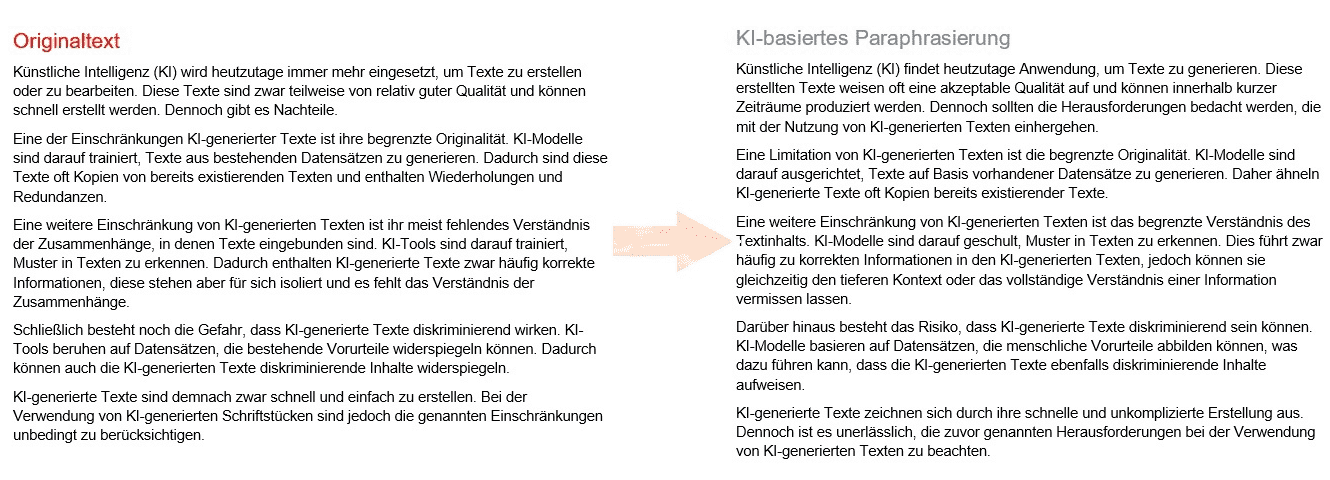 Originaltext
Künstliche Intelligenz (KI) wird heutzutage immer mehr eingesetzt, um Texte zu erstellen
oder zu bearbeiten. Diese Texte sind zwar teilweise von relativ guter Qualität und können
schnell erstellt werden. Dennoch gibt es Nachteile.
Eine der Einschränkungen KI-generierter Texte ist ihre begrenzte Originalität. KI-Modelle
sind darauf trainiert, Texte aus bestehenden Datensätzen zu generieren. Dadurch sind diese
Texte oft Kopien von bereits existierenden Texten und enthalten Wiederholungen und
Redundanzen.
Eine weitere Einschränkung von KI-generierten Texten ist ihr meist fehlendes Verständnis
der Zusammenhänge, in denen Texte eingebunden sind. KI-Tools sind darauf trainiert,
Muster in Texten zu erkennen. Dadurch enthalten KI-generierte Texte zwar häufig korrekte
Informationen, diese stehen aber für sich isoliert und es fehlt das Verständnis der
Zusammenhänge.
Schließlich besteht noch die Gefahr, dass KI-generierte Texte diskriminierend wirken. KI-
Tools beruhen auf Datensätzen, die bestehende Vorurteile widerspiegeln können. Dadurch
können auch die KI-generierten Texte diskriminierende Inhalte widerspiegeln.
KI-generierte Texte sind demnach zwar schnell und einfach zu erstellen. Bei der
Verwendung von KI-generierten Schriftstücken sind jedoch die genannten Einschränkungen
unbedingt zu berücksichtigen.
KI-basiertes Paraphrasierung
Künstliche Intelligenz (KI) findet heutzutage Anwendung, um Texte zu generieren. Diese
erstellten Texte weisen oft eine akzeptable Qualität auf und können innerhalb kurzer
Zeiträume produziert werden. Dennoch sollten die Herausforderungen bedacht werden, die
mit der Nutzung von KI-generierten Texten einhergehen.
Eine Limitation von KI-generierten Texten ist die begrenzte Originalität. KI-Modelle sind
darauf ausgerichtet, Texte auf Basis vorhandener Datensätze zu generieren. Daher ähneln
KI-generierte Texte oft Kopien bereits existierender Texte.
Eine weitere Einschränkung von KI-generierten Texten ist das begrenzte Verständnis des
Textinhalts. KI-Modelle sind darauf geschult, Muster in Texten zu erkennen. Dies führt zwar
häufig zu korrekten Informationen in den KI-generierten Texten, jedoch können sie
gleichzeitig den tieferen Kontext oder das vollständige Verständnis einer Information
vermissen lassen.
Darüber hinaus besteht das Risiko, dass KI-generierte Texte diskriminierend sein können.
KI-Modelle basieren auf Datensätzen, die menschliche Vorurteile abbilden können, was
dazu führen kann, dass die KI-generierten Texte ebenfalls diskriminierende Inhalte
aufweisen.
KI-generierte Texte zeichnen sich durch ihre schnelle und unkomplizierte Erstellung aus.
Dennoch ist es unerlässlich, die zuvor genannten Herausforderungen bei der Verwendung
von KI-generierten Texten zu beachten.